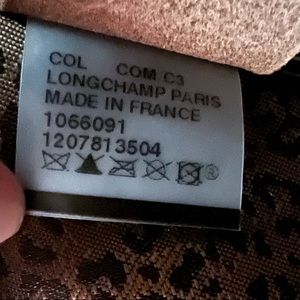 COL COM C3
LONGCHAMP PARIS
MADE IN FRANCE
1066091
1207813504
®